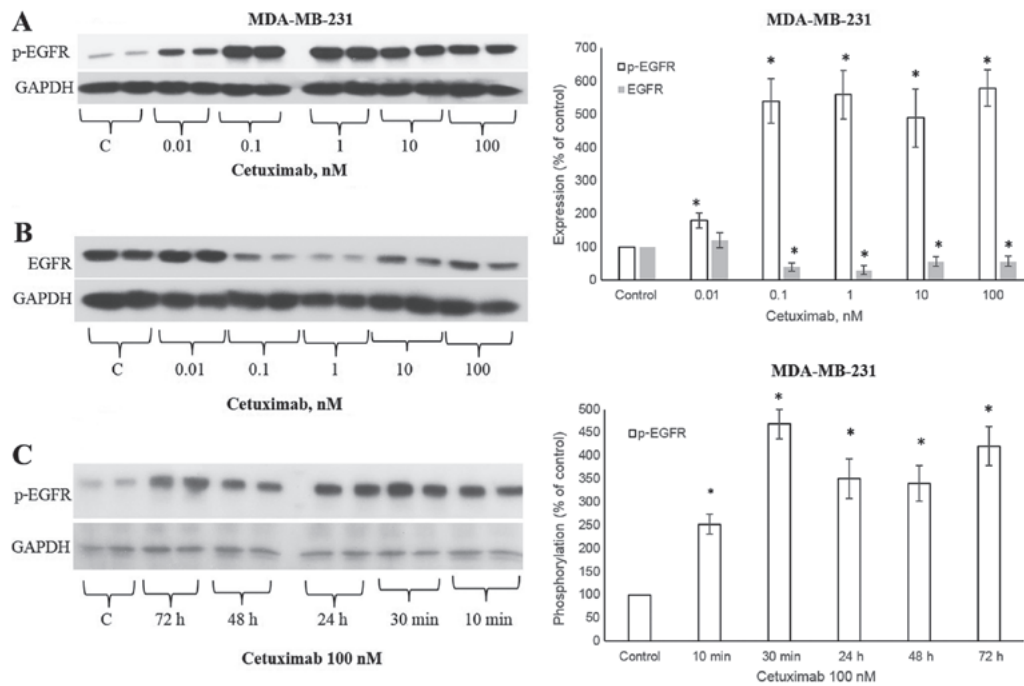 A
MDA-MB-231
p-EGFR
GAPDH
C 0.01 0.1 1 10 100
Cetuximab, nM
B
EGFR
GAPDH
C 0.01 0.1 1 10 100
Cetuximab, nM
C
p-EGFR
GAPDH
C 72 h 48 h 24 h 30 min 10 min
Cetuximab 100 nM
700
600
500
400
300
200
100
0
Expression (% of control)
p-EGFR
EGFR
* * * * *
* * * *
Control 0.01 0.1 1 10 100
Cetuximab, nM
MDA-MB-231
500
450
400
350
300
250
200
150
100
50
0
Phosphorylation (% of control)
p-EGFR
* * * * *
Control 10 min 30 min 24 h 48 h 72 h
Cetuximab 100 nM